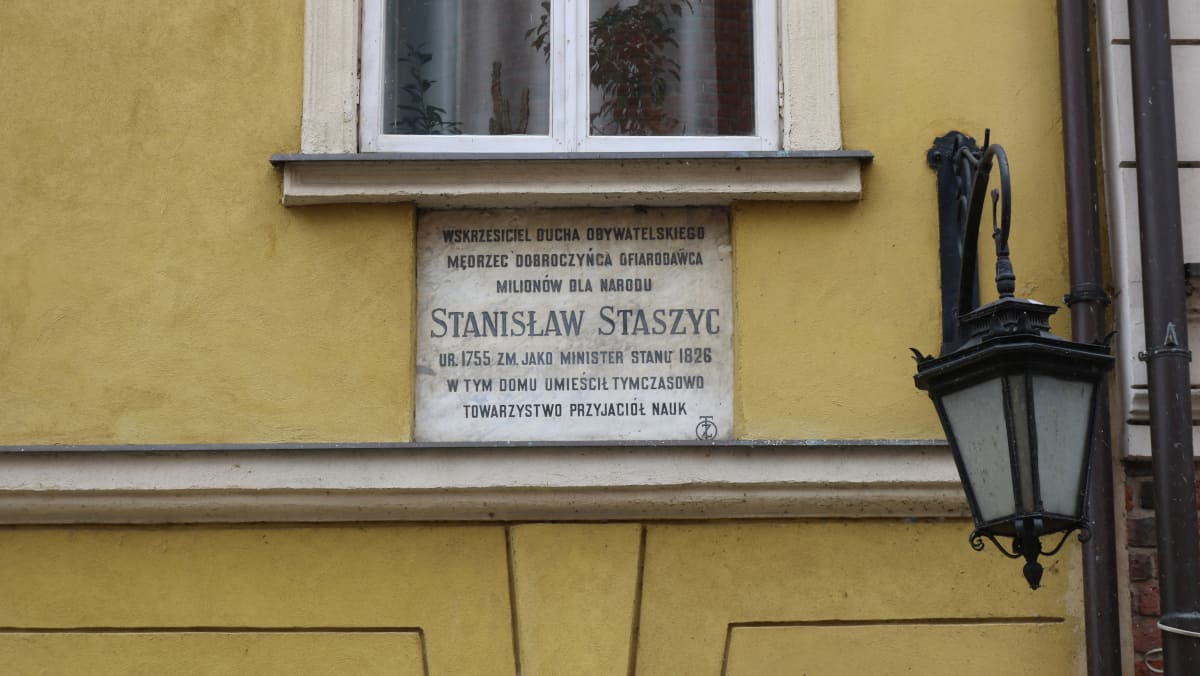 WSKRZESICIEL DUCHA OBYWATELSKIEGO
MĘDRZEC DOBROCZYŃCA OFIARODAWCA
MILIONÓW DLA NARODU
STANISŁAW STASZYC
UR. 1755 ZM. JAKO MINISTER STANU 1826
W TYM DOMU UMIEŚCIŁ TYMCZASOWO
TOWARZYSTWO PRZYJACIÓŁ NAUK